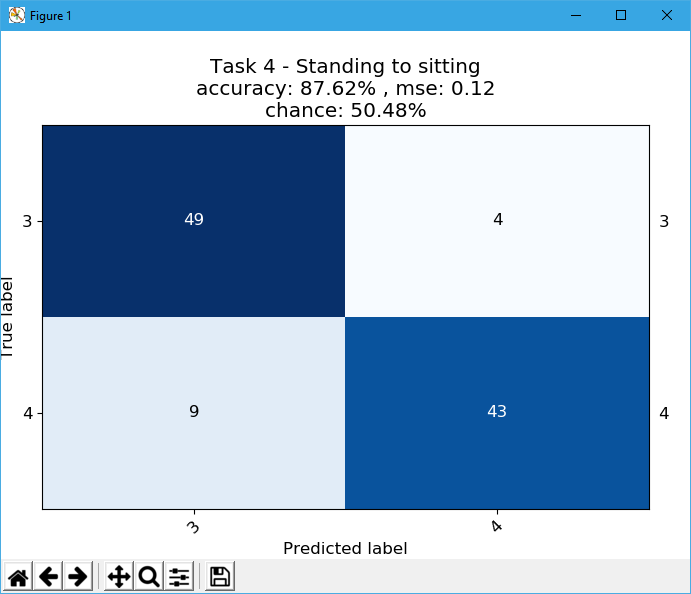 Figure 1
Task 4 - Standing to sitting
accuracy: 87.62% , mse: 0.12
chance: 50.48%
3
49
4
3
True label
4
9
43
4
3
4
Predicted label